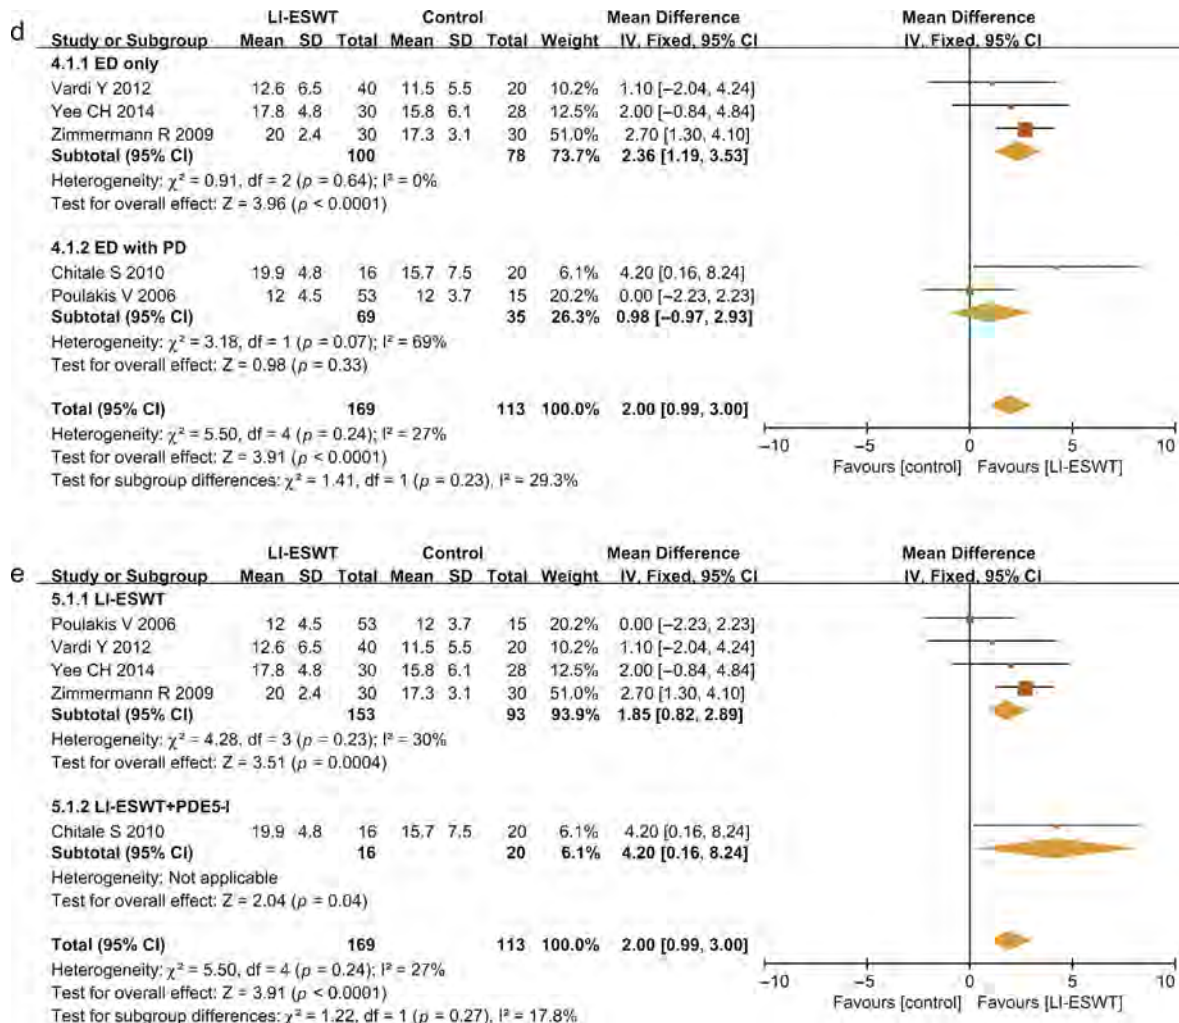 d
LI-ESWT Control Mean Difference Mean Difference
Study or Subgroup Mean SD Total Mean SD Total Weight IV, Fixed, 95% CI IV, Fixed, 95% CI
4.1.1 ED only
Vardi Y 2012 12.6 6.5 40 11.5 5.5 20 10.2% 1.10 [−2.04, 4.24]
Yee CH 2014 17.8 4.8 30 15.8 6.1 28 12.5% 2.00 [−0.84, 4.84]
Zimmermann R 2009 20 2.4 30 17.3 3.1 30 51.0% 2.70 [1.30, 4.10]
Subtotal (95% CI) 100 78 73.7% 2.36 [1.19, 3.53]
Heterogeneity: χ² = 0.91, df = 2 (p = 0.64); I² = 0%
Test for overall effect: Z = 3.96 (p < 0.0001)
4.1.2 ED with PD
Chitale S 2010 19.9 4.8 16 15.7 7.5 20 6.1% 4.20 [0.16, 8.24]
Poulakis V 2006 12 4.5 53 12 3.7 15 20.2% 0.00 [−2.23, 2.23]
Subtotal (95% CI) 69 35 26.3% 0.98 [−0.97, 2.93]
Heterogeneity: χ² = 3.18, df = 1 (p = 0.07); I² = 69%
Test for overall effect: Z = 0.98 (p = 0.33)
Total (95% CI) 169 113 100.0% 2.00 [0.99, 3.00]
Heterogeneity: χ² = 5.50, df = 4 (p = 0.24); I² = 27%
Test for overall effect: Z = 3.91 (p < 0.0001)
Test for subgroup differences: χ² = 1.41, df = 1 (p = 0.23), I² = 29.3%
−10 −5 0 5 10
Favours [control] Favours [LI-ESWT]
e
LI-ESWT Control Mean Difference Mean Difference
Study or Subgroup Mean SD Total Mean SD Total Weight IV, Fixed, 95% CI IV, Fixed, 95% CI
5.1.1 LI-ESWT
Poulakis V 2006 12 4.5 53 12 3.7 15 20.2% 0.00 [−2.23, 2.23]
Vardi Y 2012 12.6 6.5 40 11.5 5.5 20 10.2% 1.10 [−2.04, 4.24]
Yee CH 2014 17.8 4.8 30 15.8 6.1 28 12.5% 2.00 [−0.84, 4.84]
Zimmermann R 2009 20 2.4 30 17.3 3.1 30 51.0% 2.70 [1.30, 4.10]
Subtotal (95% CI) 153 93 93.9% 1.85 [0.82, 2.89]
Heterogeneity: χ² = 4.28, df = 3 (p = 0.23); I² = 30%
Test for overall effect: Z = 3.51 (p = 0.0004)
5.1.2 LI-ESWT+PDE5-I
Chitale S 2010 19.9 4.8 16 15.7 7.5 20 6.1% 4.20 [0.16, 8.24]
Subtotal (95% CI) 16 20 6.1% 4.20 [0.16, 8.24]
Heterogeneity: Not applicable
Test for overall effect: Z = 2.04 (p = 0.04)
Total (95% CI) 169 113 100.0% 2.00 [0.99, 3.00]
Heterogeneity: χ² = 5.50, df = 4 (p = 0.24); I² = 27%
Test for overall effect: Z = 3.91 (p < 0.0001)
Test for subgroup differences: χ² = 1.22, df = 1 (p = 0.27), I² = 17.8%
−10 −5 0 5 10
Favours [control] Favours [LI-ESWT]